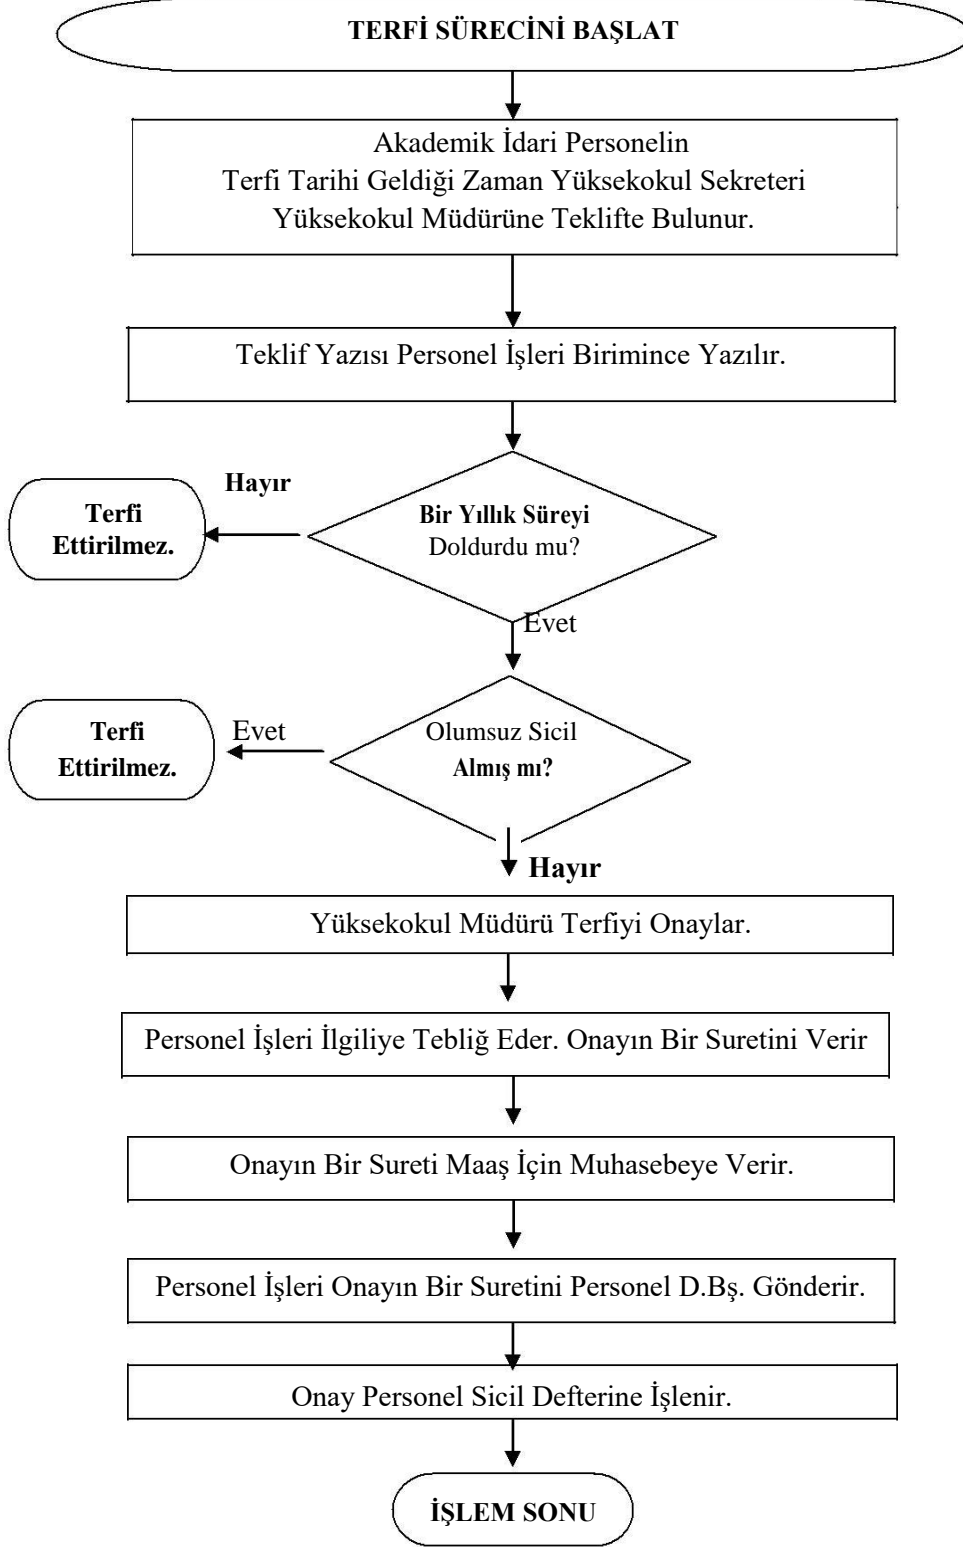 TERFİ SÜRECİNİ BAŞLAT
Akademik İdari Personelin
Terfi Tarihi Geldiği Zaman Yüksekokul Sekreteri
Yüksekokul Müdürüne Teklifte Bulunur.
Teklif Yazısı Personel İşleri Birimince Yazılır.
Hayır
Terfi
Ettirilmez.
Bir Yıllık Süreyi
Doldurdu mu?
Evet
Terfi
Ettirilmez.
Evet
Olumsuz Sicil
Almış mı?
Hayır
Yüksekokul Müdürü Terfiyi Onaylar.
Personel İşleri İlgiliye Tebliğ Eder. Onayın Bir Suretini Verir
Onayın Bir Sureti Maaş İçin Muhasebeye Verir.
Personel İşleri Onayın Bir Suretini Personel D.Bş. Gönderir.
Onay Personel Sicil Defterine İşlenir.
İŞLEM SONU